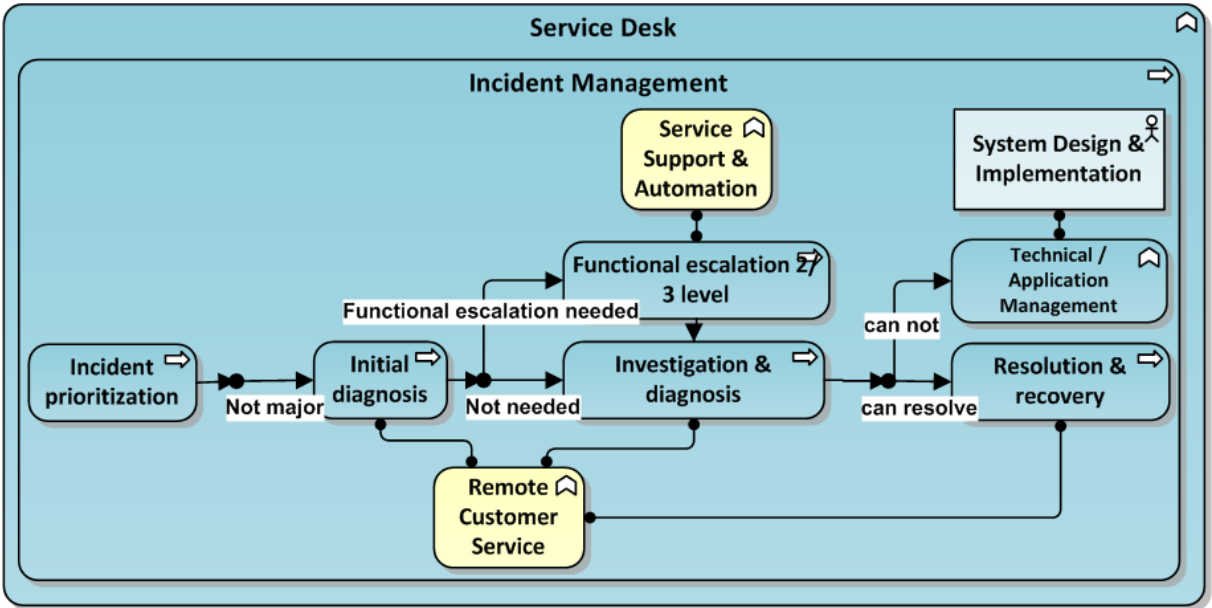 Service Desk
Incident Management
Service
Support &
Automation
System Design &
Implementation
Functional escalation 2/
3 level
Technical /
Application
Management
Functional escalation needed
can not
Incident
prioritization
Initial
diagnosis
Investigation &
diagnosis
Resolution &
recovery
Not major
Not needed
can resolve
Remote
Customer
Service